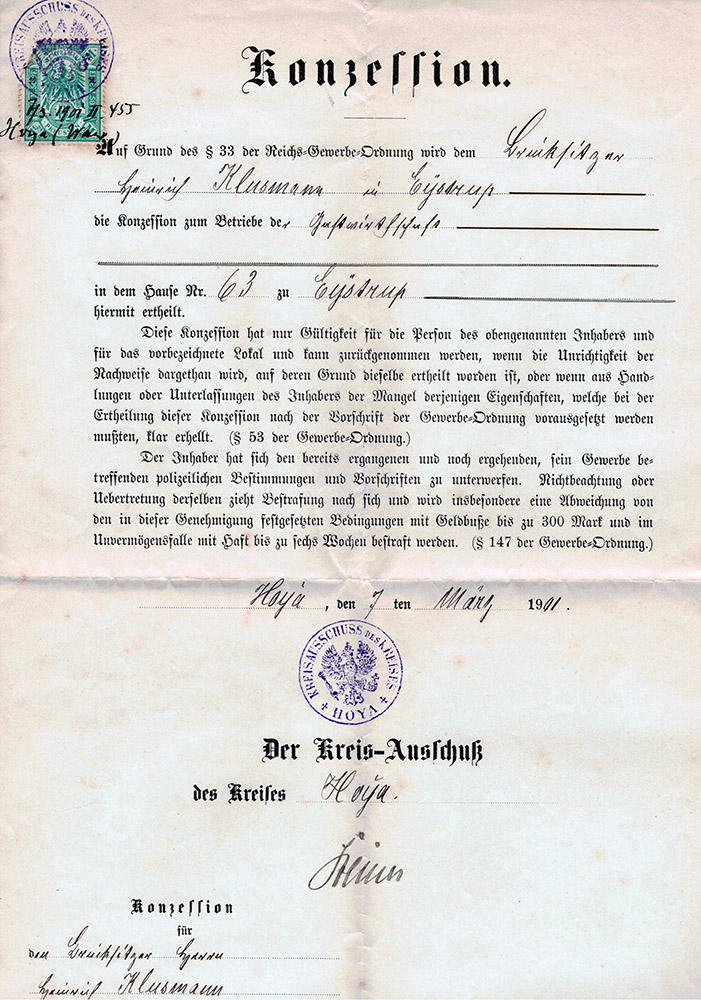 KREISAUSSCHUSS DES KREISES
HOYA
7/3. 1901 II. 455
Hoya
Konzession.
Auf Grund des § 33 der Reichs-Gewerbe-Ordnung wird dem Brinksitzer
Heinrich Klusmann in Eystrup
die Konzession zum Betriebe der Gastwirthschaft
in dem Hause Nr. 63 zu Eystrup
hiermit ertheilt.
Diese Konzession hat nur Gültigkeit für die Person des obengenannten Inhabers und
für das vorbezeichnete Lokal und kann zurückgenommen werden, wenn die Unrichtigkeit der
Nachweise dargethan wird, auf deren Grund dieselbe ertheilt worden ist, oder wenn aus Hand-
lungen oder Unterlassungen des Inhabers der Mangel derjenigen Eigenschaften, welche bei der
Ertheilung dieser Konzession nach der Vorschrift der Gewerbe-Ordnung vorausgesetzt werden
mußten, klar erhellt. (§ 53 der Gewerbe-Ordnung.)
Der Inhaber hat sich den bereits ergangenen und noch ergehenden, sein Gewerbe be-
treffenden polizeilichen Bestimmungen und Vorschriften zu unterwerfen. Nichtbeachtung oder
Uebertretung derselben zieht Bestrafung nach sich und wird insbesondere eine Abweichung von
den in dieser Genehmigung festgesetzten Bedingungen mit Geldbuße bis zu 300 Mark und im
Unvermögensfalle mit Haft bis zu sechs Wochen bestraft werden. (§ 147 der Gewerbe-Ordnung.)
Hoya, den 7 ten März 1901.
KREISAUSSCHUSS DES KREISES
HOYA
Der Kreis-Ausschuß
des Kreises Hoya.
Konzession
für
den Brinksitzer Herrn
Heinrich Klusmann